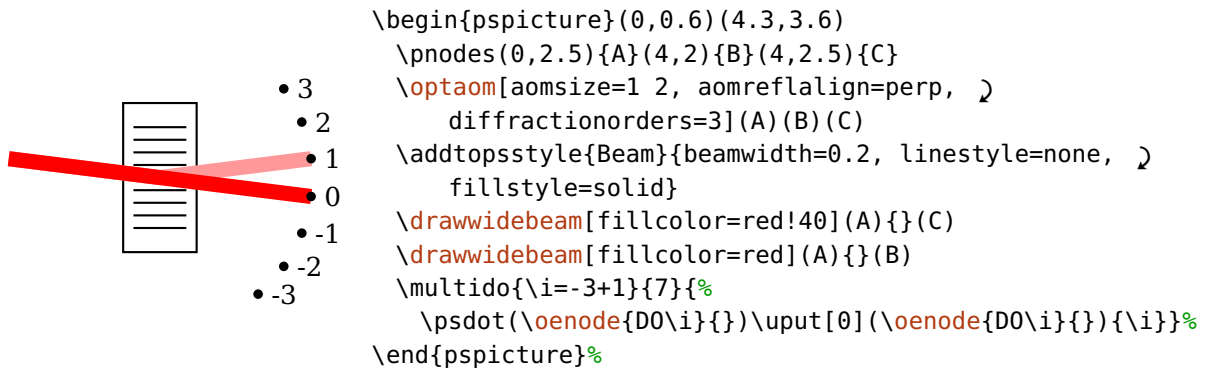 3
2
1
0
-1
-2
-3
\begin{pspicture}(0,0.6)(4.3,3.6)
\pnodes(0,2.5){A}(4,2){B}(4,2.5){C}
\optaom[aomsize=1 2, aomreflalign=perp,
diffractionorders=3](A)(B)(C)
\addtopsstyle{Beam}{beamwidth=0.2, linestyle=none,
fillstyle=solid}
\drawwidebeam[fillcolor=red!40](A){}(C)
\drawwidebeam[fillcolor=red](A){}(B)
\multido{\i=-3+1}{7}{%
\psdot(\oenode{DO\i}{})\uput[0](\oenode{DO\i}{}){\i}}%
\end{pspicture}%